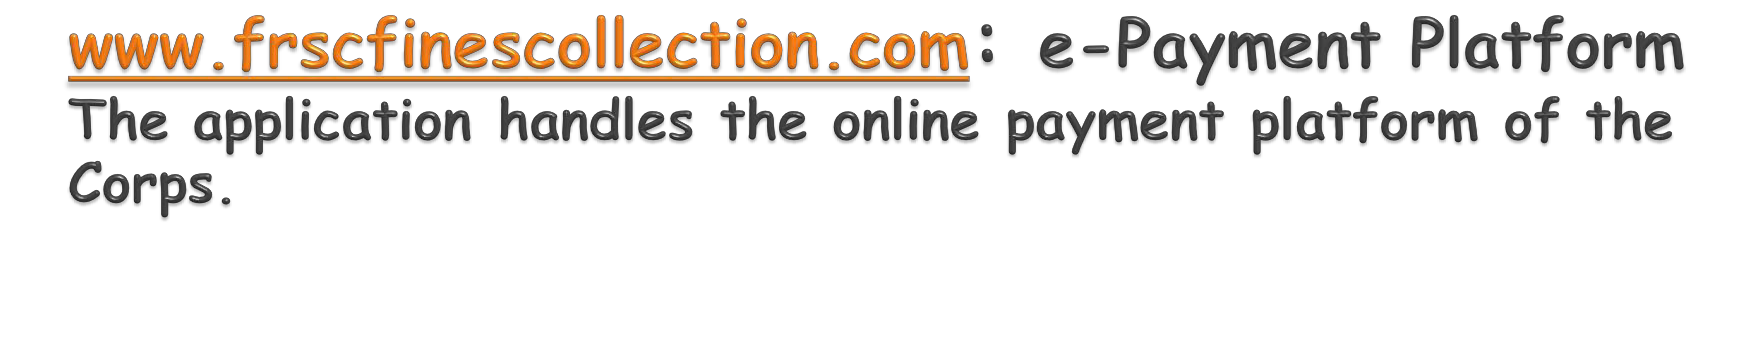 www.frscfinescollection.com: e-Payment Platform
The application handles the online payment platform of the
Corps.